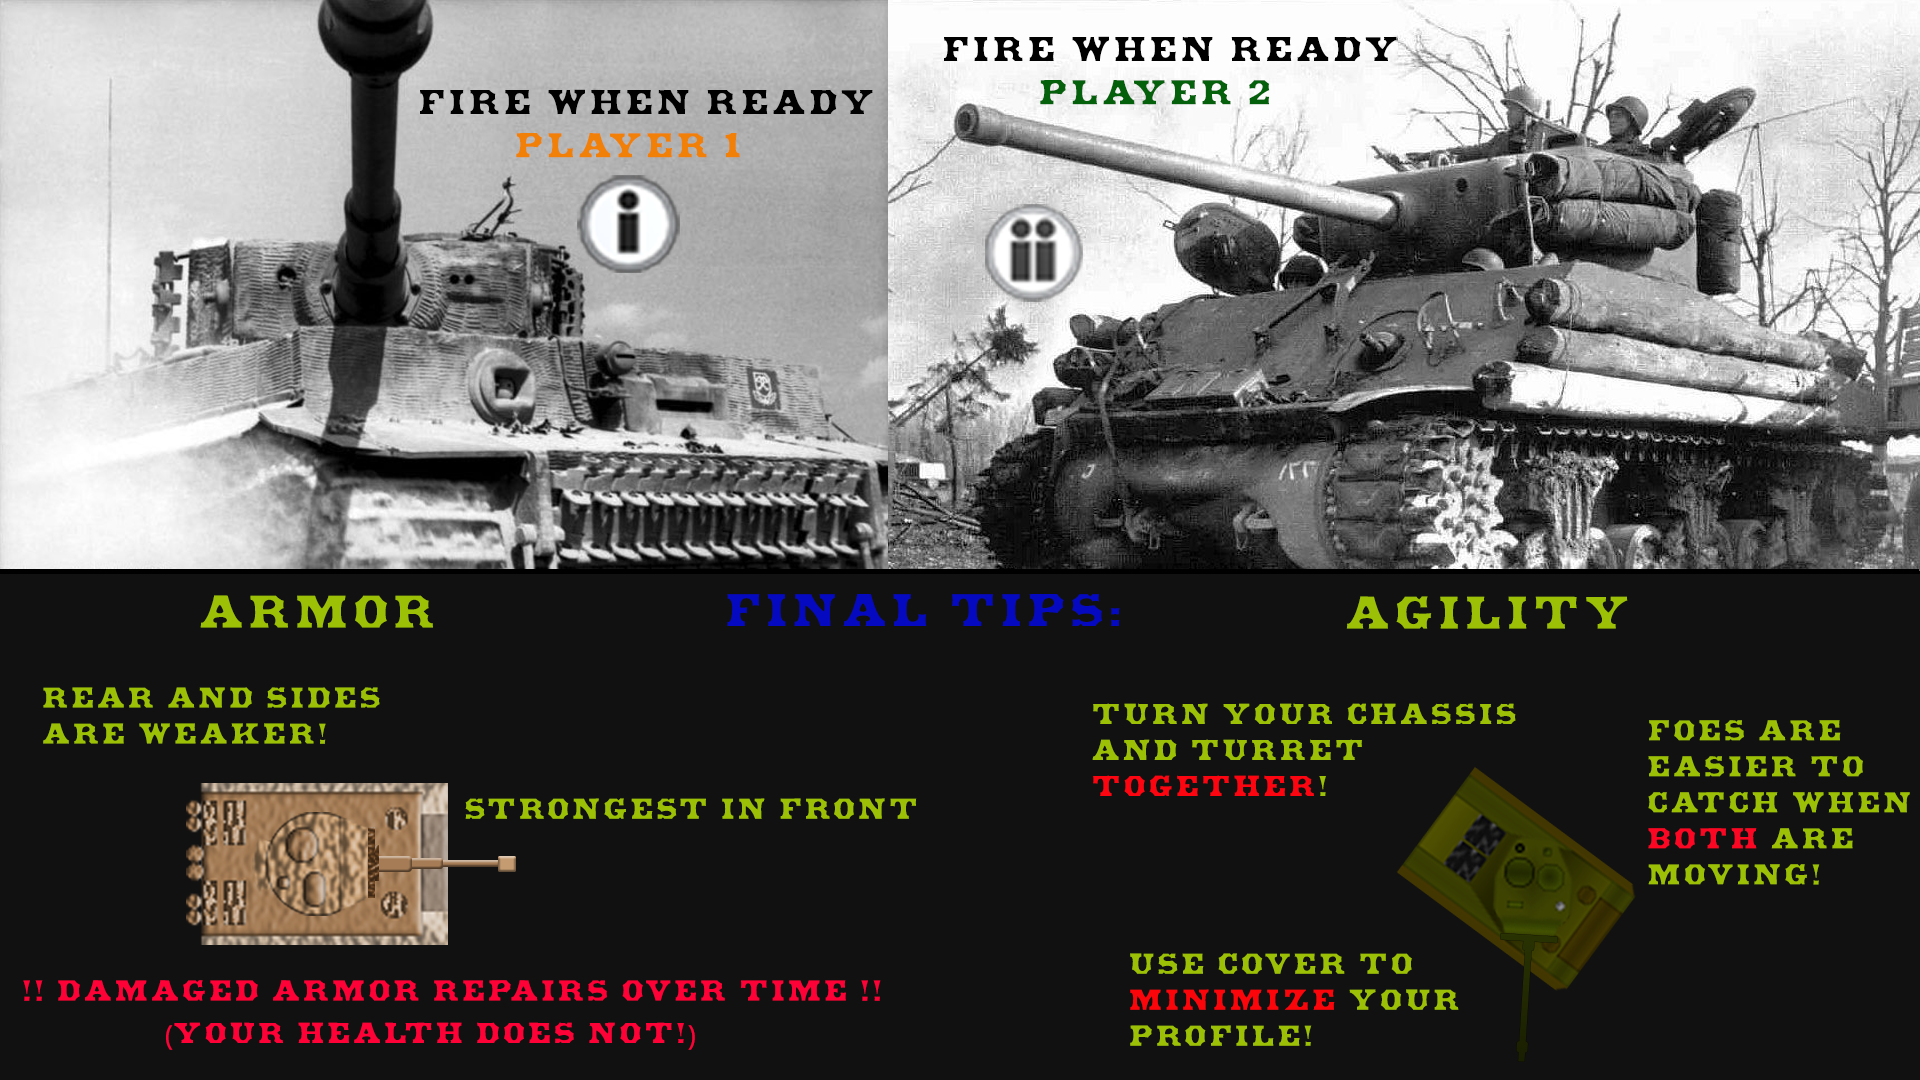 FIRE WHEN READY
PLAYER 1
i
FIRE WHEN READY
PLAYER 2
ii
ARMOR
FINAL TIPS:
AGILITY
REAR AND SIDES
ARE WEAKER!
STRONGEST IN FRONT
!! DAMAGED ARMOR REPAIRS OVER TIME !!
(YOUR HEALTH DOES NOT!)
TURN YOUR CHASSIS
AND TURRET
TOGETHER!
FOES ARE
EASIER TO
CATCH WHEN
BOTH ARE
MOVING!
USE COVER TO
MINIMIZE YOUR
PROFILE!